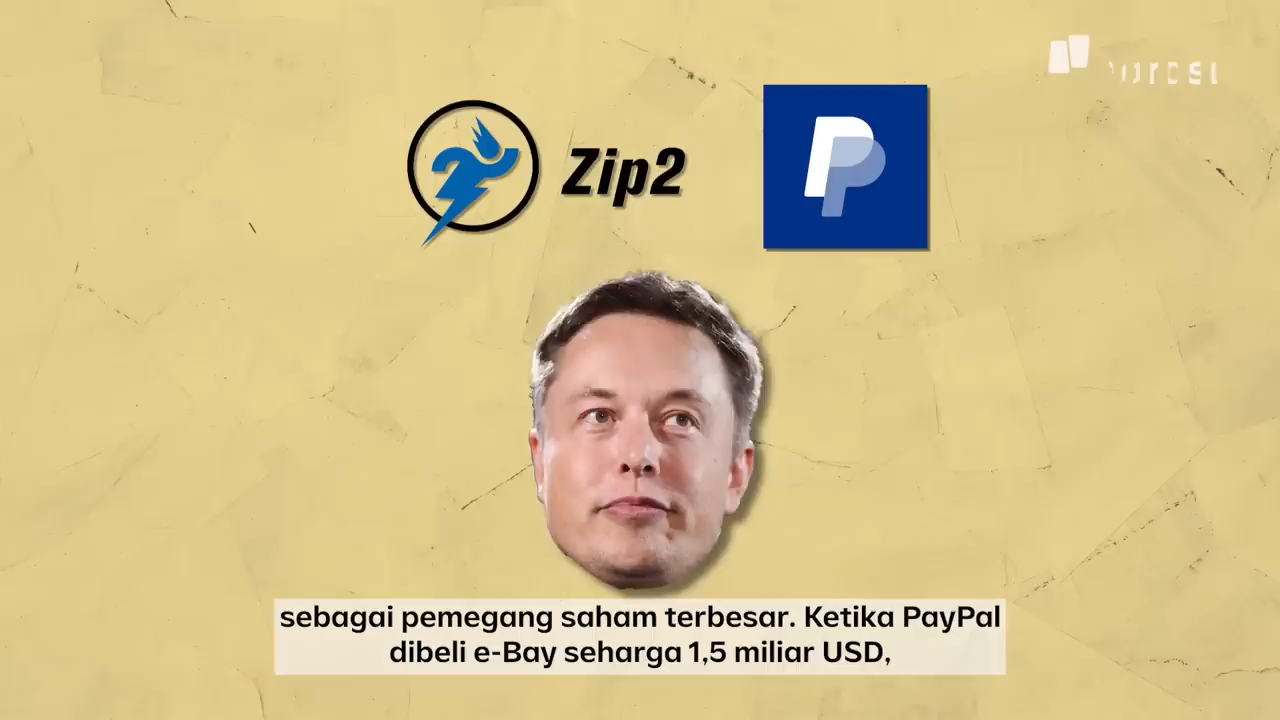 Zip2
sebagai pemegang saham terbesar. Ketika PayPal
dibeli e-Bay seharga 1,5 miliar USD,